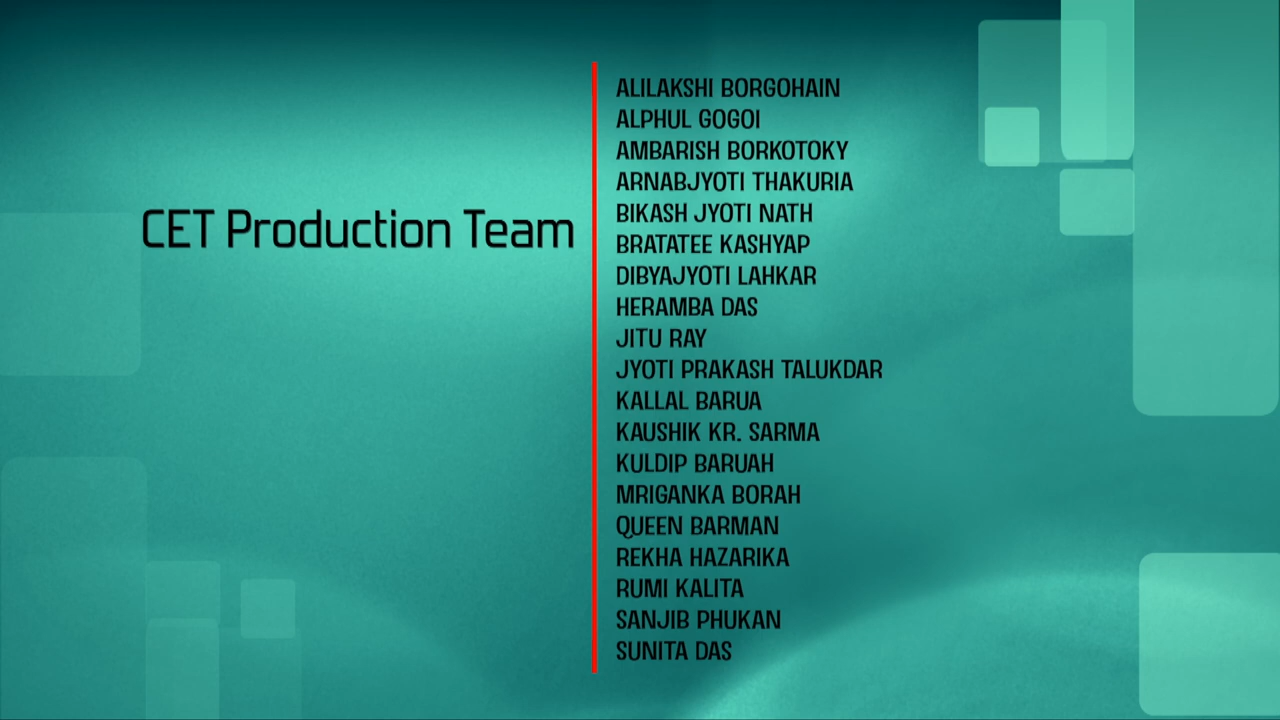 CET Production Team
ALILAKSHI BORGOHAIN
ALPHUL GOGOI
AMBARISH BORKOTOKY
ARNABJYOTI THAKURIA
BIKASH JYOTI NATH
BRATATEE KASHYAP
DIBYAJYOTI LAHKAR
HERAMBA DAS
JITU RAY
JYOTI PRAKASH TALUKDAR
KALLAL BARUA
KAUSHIK KR. SARMA
KULDIP BARUAH
MRIGANKA BORAH
QUEEN BARMAN
REKHA HAZARIKA
RUMI KALITA
SANJIB PHUKAN
SUNITA DAS